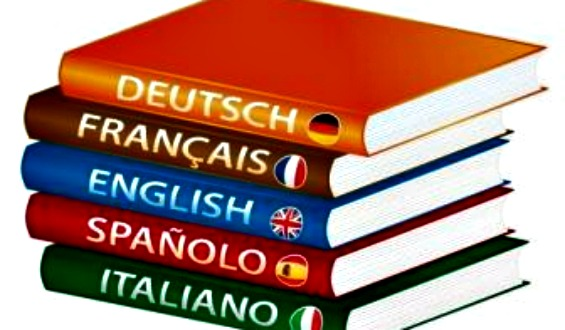 DEUTSCH
FRANÇAIS
ENGLISH
SPAÑOLO
ITALIANO